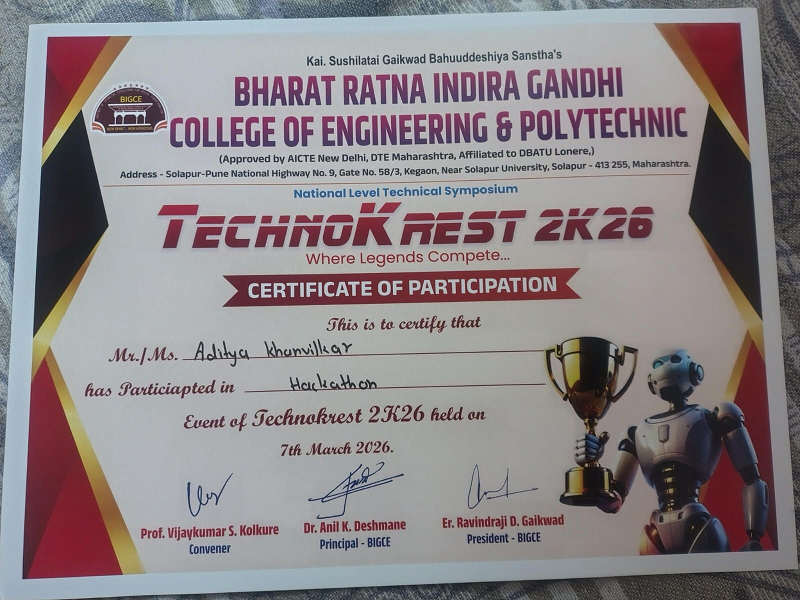 Kai. Sushilatai Gaikwad Bahuuddeshiya Sanstha's
BIGCE
BHARAT RATNA INDIRA GANDHI
COLLEGE OF ENGINEERING & POLYTECHNIC
(Approved by AICTE New Delhi, DTE Maharashtra, Affiliated to DBATU Lonere,)
Address - Solapur-Pune National Highway No. 9, Gate No. 58/3, Kegaon, Near Solapur University, Solapur - 413 255, Maharashtra.
National Level Technical Symposium
TECHNOKREST 2K26
Where Legends Compete...
CERTIFICATE OF PARTICIPATION
This is to certify that
Mr./Ms. Aditya Khanvilkar
has Particiapted in Hackathon
Event of Technokrest 2K26 held on
7th March 2026.
Prof. Vijaykumar S. Kolkure
Convener
Dr. Anil K. Deshmane
Principal - BIGCE
Er. Ravindraji D. Gaikwad
President - BIGCE